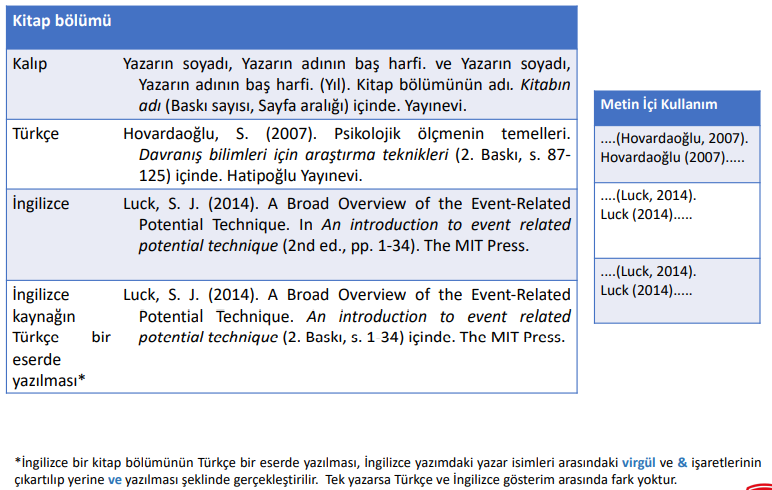 Kitap bölümü
Kalıp
Yazarın soyadı, Yazarın adının baş harfi. ve Yazarın soyadı,
Yazarın adının baş harfi. (Yıl). Kitap bölümünün adı. Kitabın
adı (Baskı sayısı, Sayfa aralığı) içinde. Yayınevi.
Türkçe
Hovardaoğlu, S. (2007). Psikolojik ölçmenin temelleri.
Davranış bilimleri için araştırma teknikleri (2. Baskı, s. 87-
125) içinde. Hatipoğlu Yayınevi.
İngilizce
Luck, S. J. (2014). A Broad Overview of the Event-Related
Potential Technique. In An introduction to event related
potential technique (2nd ed., pp. 1-34). The MIT Press.
İngilizce
kaynağın
Türkçe bir
eserde
yazılması*
Luck, S. J. (2014). A Broad Overview of the Event-Related
Potential Technique. An introduction to event related
potential technique (2. Baskı, s. 1-34) içinde. The MIT Press.
Metin İçi Kullanım
....(Hovardaoğlu, 2007).
Hovardaoğlu (2007).....
....(Luck, 2014).
Luck (2014).....
....(Luck, 2014).
Luck (2014).....
*İngilizce bir kitap bölümünün Türkçe bir eserde yazılması, İngilizce yazımdaki yazar isimleri arasındaki virgül ve & işaretlerinin
çıkartılıp yerine ve yazılması şeklinde gerçekleştirilir. Tek yazarsa Türkçe ve İngilizce gösterim arasında fark yoktur.